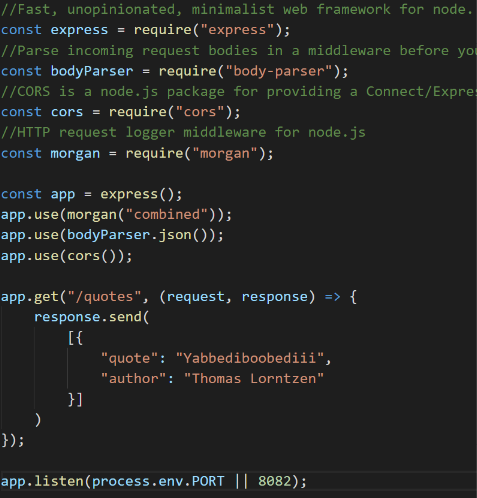 //Fast, unopinionated, minimalist web framework for node.
const express = require("express");
//Parse incoming request bodies in a middleware before you
const bodyParser = require("body-parser");
//CORS is a node.js package for providing a Connect/Expres
const cors = require("cors");
//HTTP request logger middleware for node.js
const morgan = require("morgan");
const app = express();
app.use(morgan("combined"));
app.use(bodyParser.json());
app.use(cors());
app.get("/quotes", (request, response) => {
    response.send(
        [{
            "quote": "Yabbediboobediii",
            "author": "Thomas Lorntzen"
        }]
    )
});
app.listen(process.env.PORT || 8082);